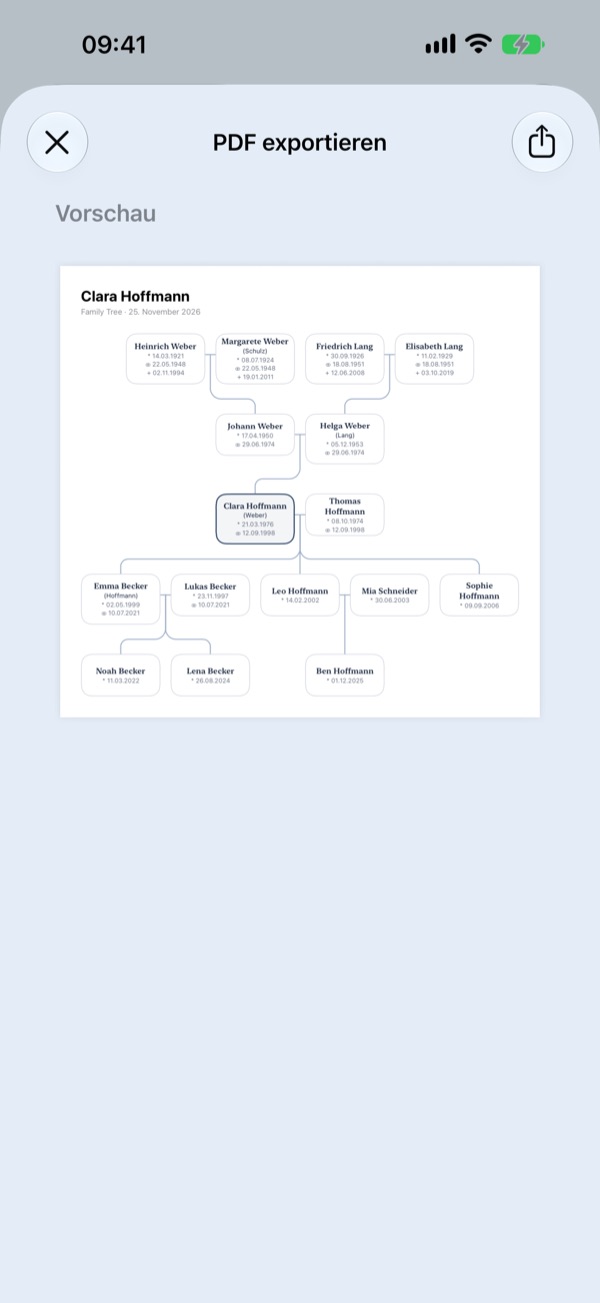 09:41
PDF exportieren
Vorschau
Clara Hoffmann
Family Tree · 25. November 2026
Heinrich Weber
* 14.03.1921
⚭ 22.05.1948
+ 02.11.1994
Margarete Weber
(Schulz)
* 08.07.1924
⚭ 22.05.1948
+ 19.01.2011
Friedrich Lang
* 30.09.1926
⚭ 18.08.1951
+ 12.06.2008
Elisabeth Lang
* 11.02.1929
⚭ 18.08.1951
+ 03.10.2019
Johann Weber
* 17.04.1950
⚭ 29.06.1974
Helga Weber
(Lang)
* 05.12.1953
⚭ 29.06.1974
Clara Hoffmann
(Weber)
* 21.03.1976
⚭ 12.09.1998
Thomas
Hoffmann
* 08.10.1974
⚭ 12.09.1998
Emma Becker
(Hoffmann)
* 02.05.1999
⚭ 10.07.2021
Lukas Becker
* 23.11.1997
⚭ 10.07.2021
Leo Hoffmann
* 14.02.2002
Mia Schneider
* 30.06.2003
Sophie
Hoffmann
* 09.09.2006
Noah Becker
* 11.03.2022
Lena Becker
* 26.08.2024
Ben Hoffmann
* 01.12.2025